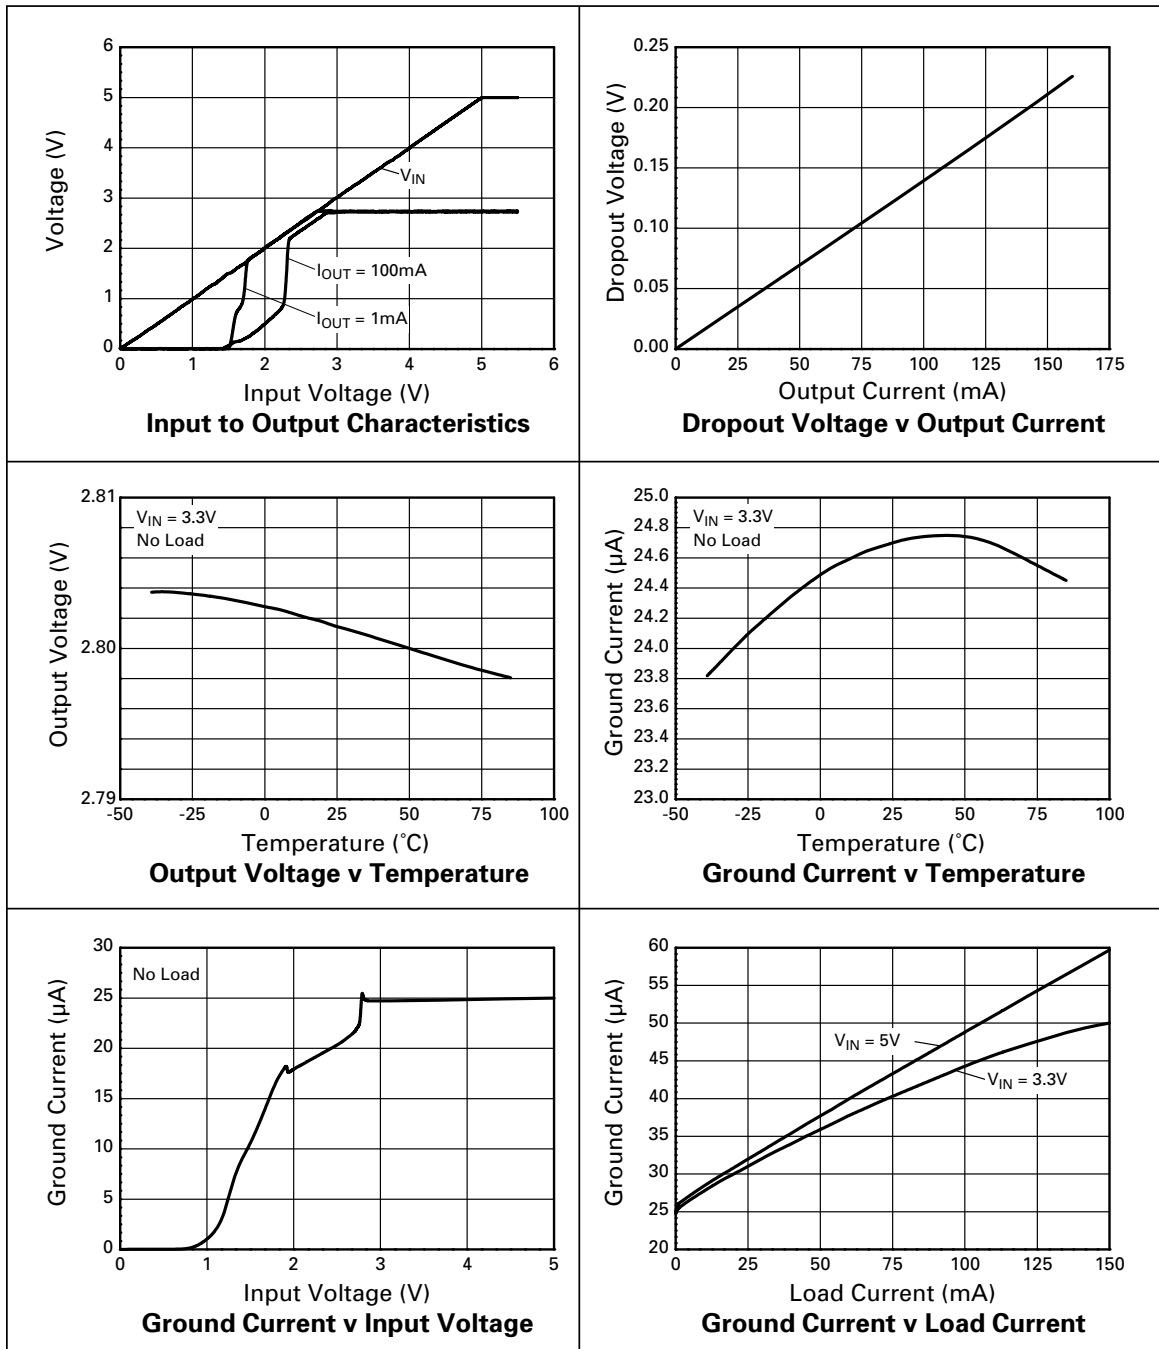 6
5
4
3
2
1
0
Voltage (V)
V_IN
I_OUT = 100mA
I_OUT = 1mA
0 1 2 3 4 5 6
Input Voltage (V)
Input to Output Characteristics
0.25
0.20
0.15
0.10
0.05
0.00
Dropout Voltage (V)
0 25 50 75 100 125 150 175
Output Current (mA)
Dropout Voltage v Output Current
2.81
2.80
2.79
Output Voltage (V)
V_IN = 3.3V
No Load
-50 -25 0 25 50 75 100
Temperature (˚C)
Output Voltage v Temperature
25.0
24.8
24.6
24.4
24.2
24.0
23.8
23.6
23.4
23.2
23.0
Ground Current (µA)
V_IN = 3.3V
No Load
-50 -25 0 25 50 75 100
Temperature (˚C)
Ground Current v Temperature
30
25
20
15
10
5
0
Ground Current (µA)
No Load
0 1 2 3 4 5
Input Voltage (V)
Ground Current v Input Voltage
60
55
50
45
40
35
30
25
20
Ground Current (µA)
V_IN = 5V
V_IN = 3.3V
0 25 50 75 100 125 150
Load Current (mA)
Ground Current v Load Current